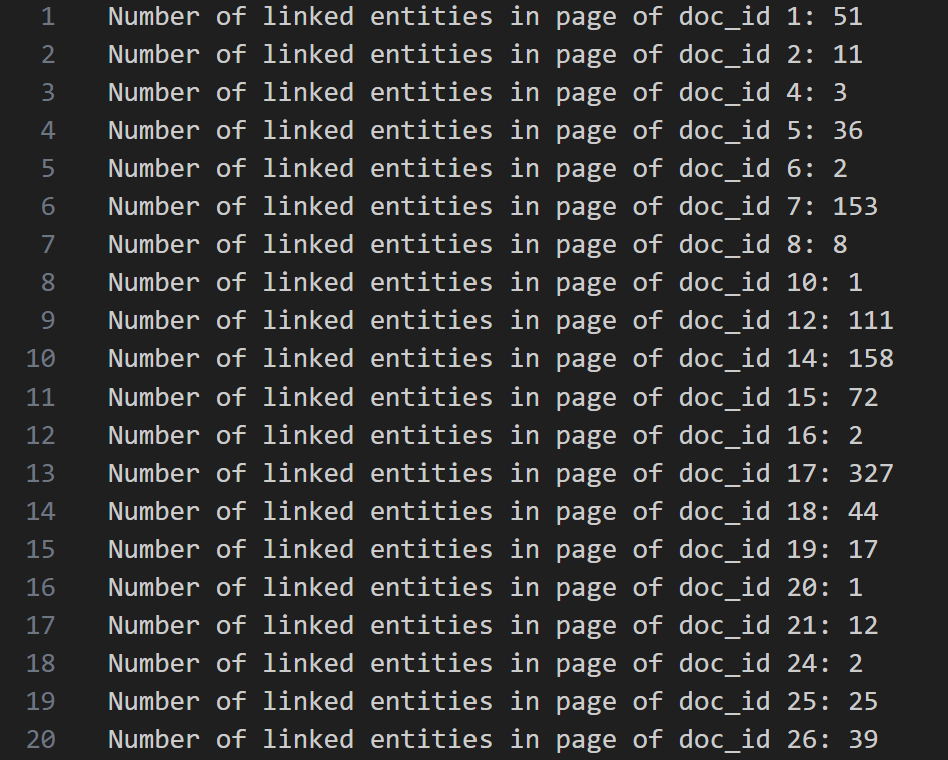 1 Number of linked entities in page of doc_id 1: 51
2 Number of linked entities in page of doc_id 2: 11
3 Number of linked entities in page of doc_id 4: 3
4 Number of linked entities in page of doc_id 5: 36
5 Number of linked entities in page of doc_id 6: 2
6 Number of linked entities in page of doc_id 7: 153
7 Number of linked entities in page of doc_id 8: 8
8 Number of linked entities in page of doc_id 10: 1
9 Number of linked entities in page of doc_id 12: 111
10 Number of linked entities in page of doc_id 14: 158
11 Number of linked entities in page of doc_id 15: 72
12 Number of linked entities in page of doc_id 16: 2
13 Number of linked entities in page of doc_id 17: 327
14 Number of linked entities in page of doc_id 18: 44
15 Number of linked entities in page of doc_id 19: 17
16 Number of linked entities in page of doc_id 20: 1
17 Number of linked entities in page of doc_id 21: 12
18 Number of linked entities in page of doc_id 24: 2
19 Number of linked entities in page of doc_id 25: 25
20 Number of linked entities in page of doc_id 26: 39